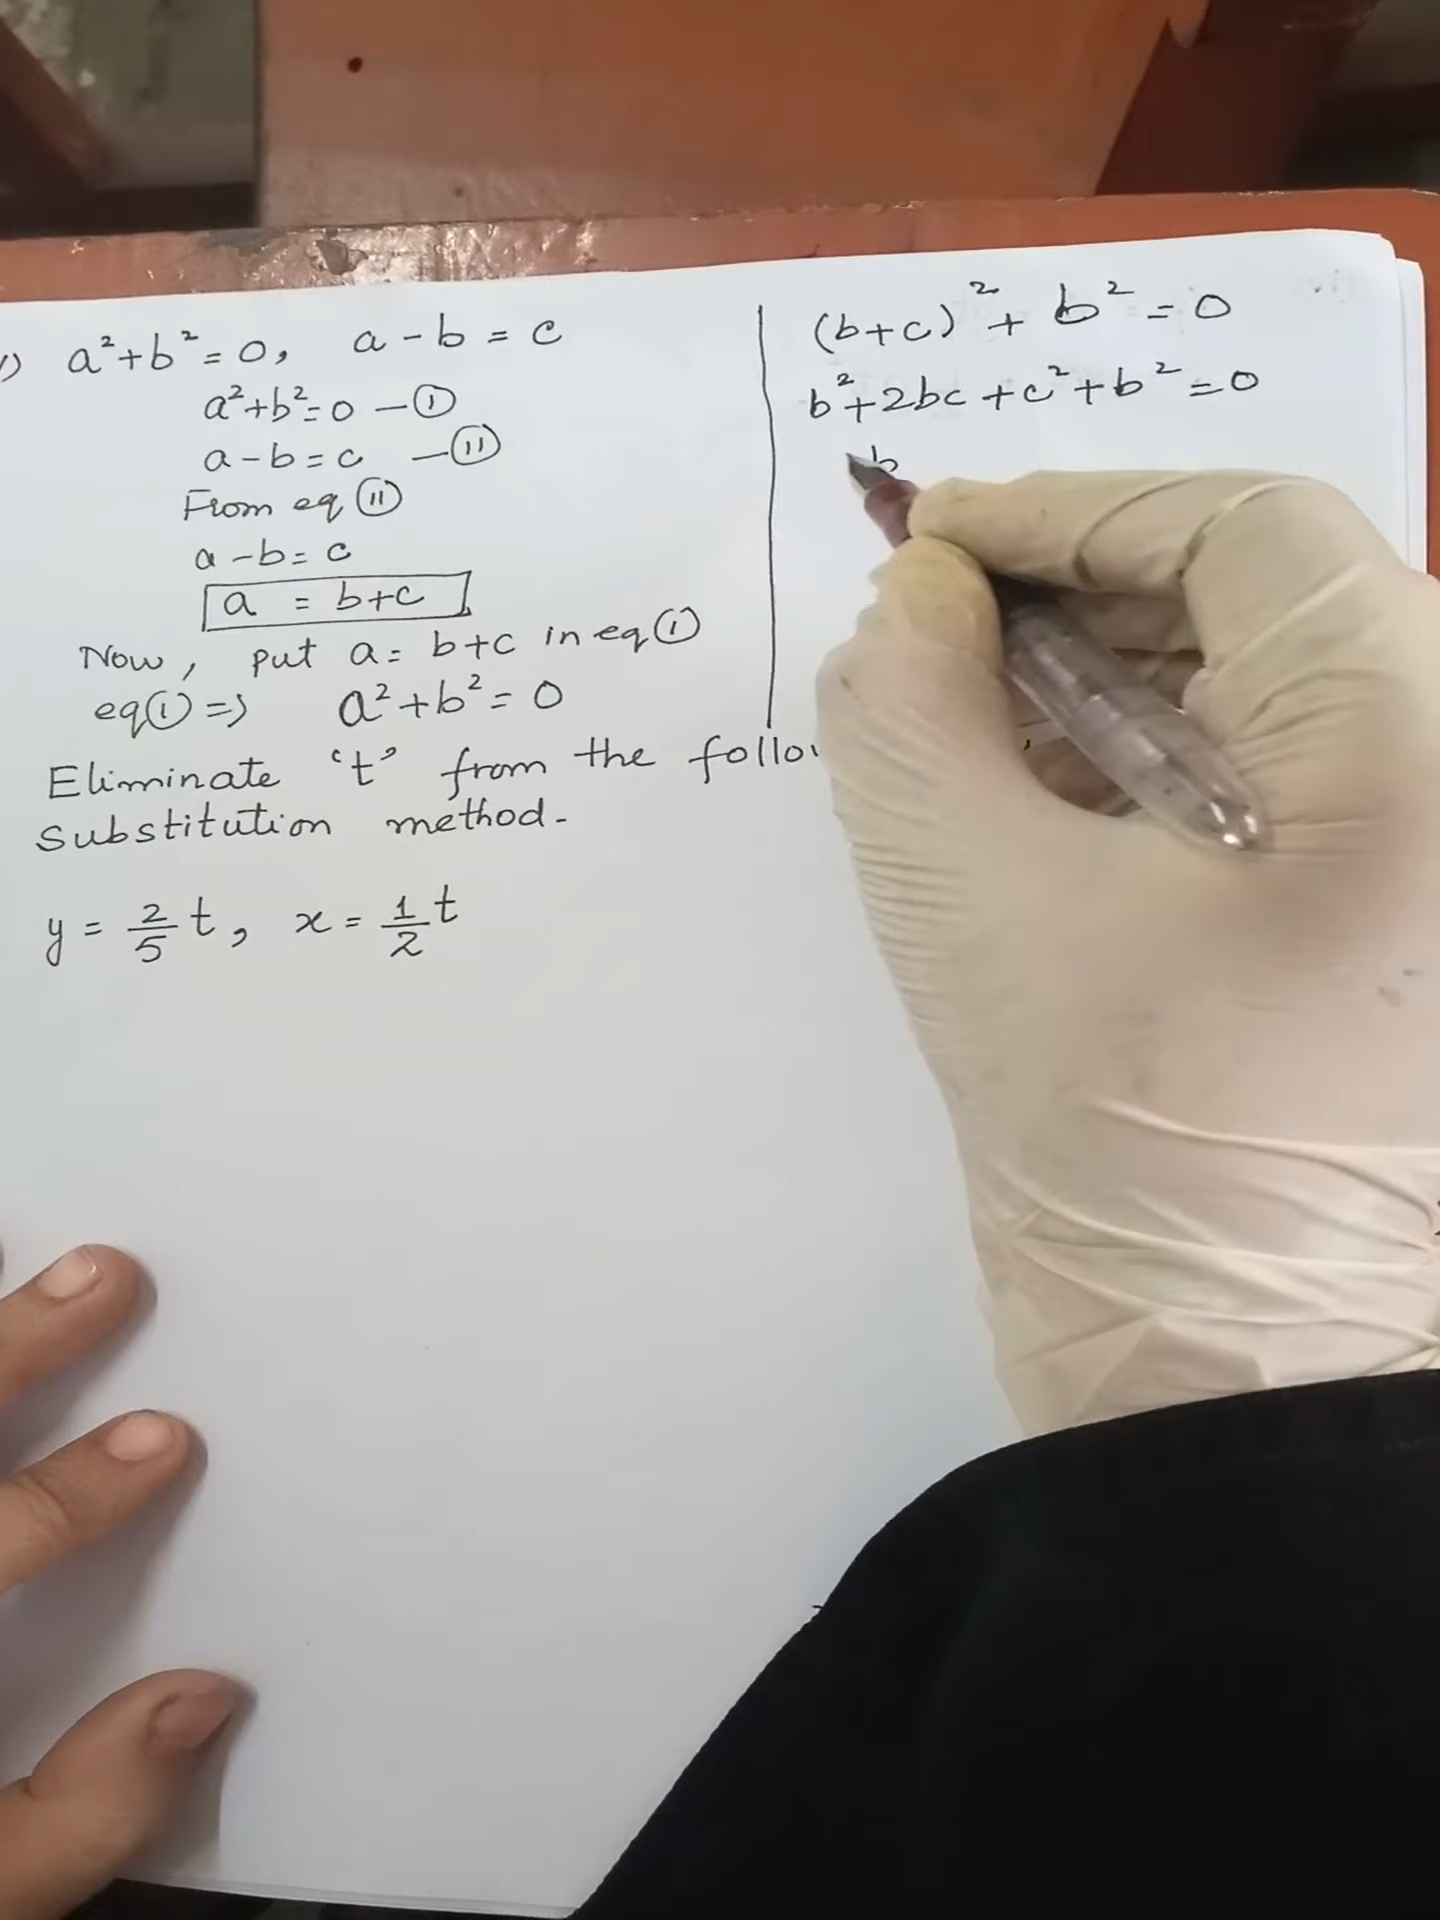 1) a²+b²=0, a-b=c
a²+b²=0 —(i)
a-b=c —(ii)
From eq (ii)
a-b=c
a = b+c
Now, put a= b+c in eq (i)
eq(i) => a²+b²=0
(b+c)²+b²=0
b²+2bc+c²+b²=0
b
Eliminate 't' from the
substitution method-
y = 2/5 t, x = 1/2 t